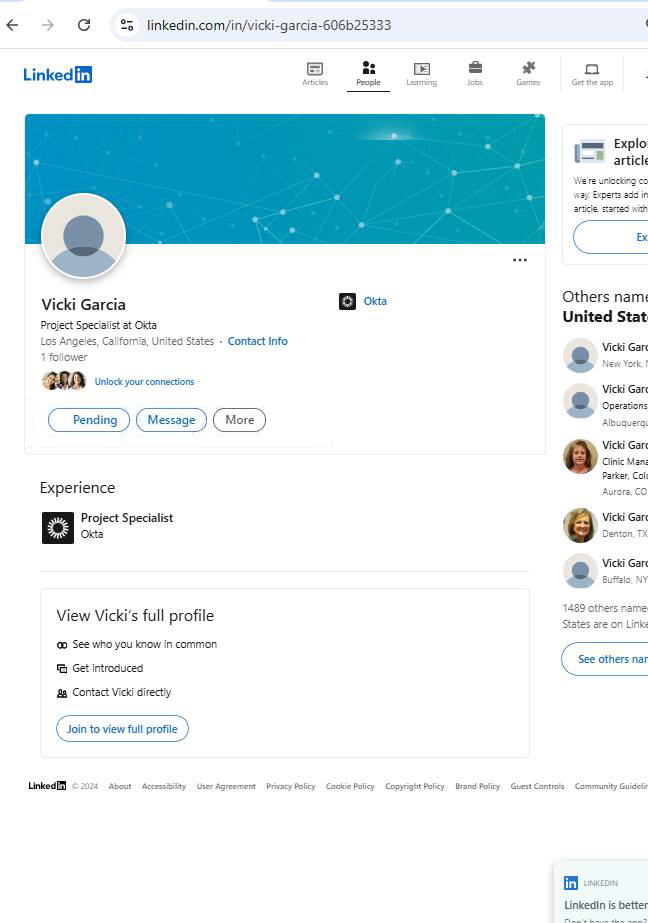 linkedin.com/in/vicki-garcia-606b25333
Linkedin
Articles
People
Learning
Jobs
Games
Get the app
Explo
article
We're unlocking co
way. Experts add in
article, started with
Ex
Vicki Garcia
Project Specialist at Okta
Los Angeles, California, United States · Contact Info
1 follower
Unlock your connections
Okta
Pending
Message
More
Others name
United Stat
Vicki Garc
New York, N
Vicki Garc
Operations
Albuquerqu
Vicki Garc
Clinic Mana
Parker, Colo
Aurora, CO
Vicki Garc
Denton, TX
Vicki Garc
Buffalo, NY
1489 others name
States are on Linke
See others nar
Experience
Project Specialist
Okta
View Vicki's full profile
See who you know in common
Get introduced
Contact Vicki directly
Join to view full profile
Linkedin © 2024 About Accessibility User Agreement Privacy Policy Cookie Policy Copyright Policy Brand Policy Guest Controls Community Guidelin
in LINKEDIN
LinkedIn is better
Don't have the app?